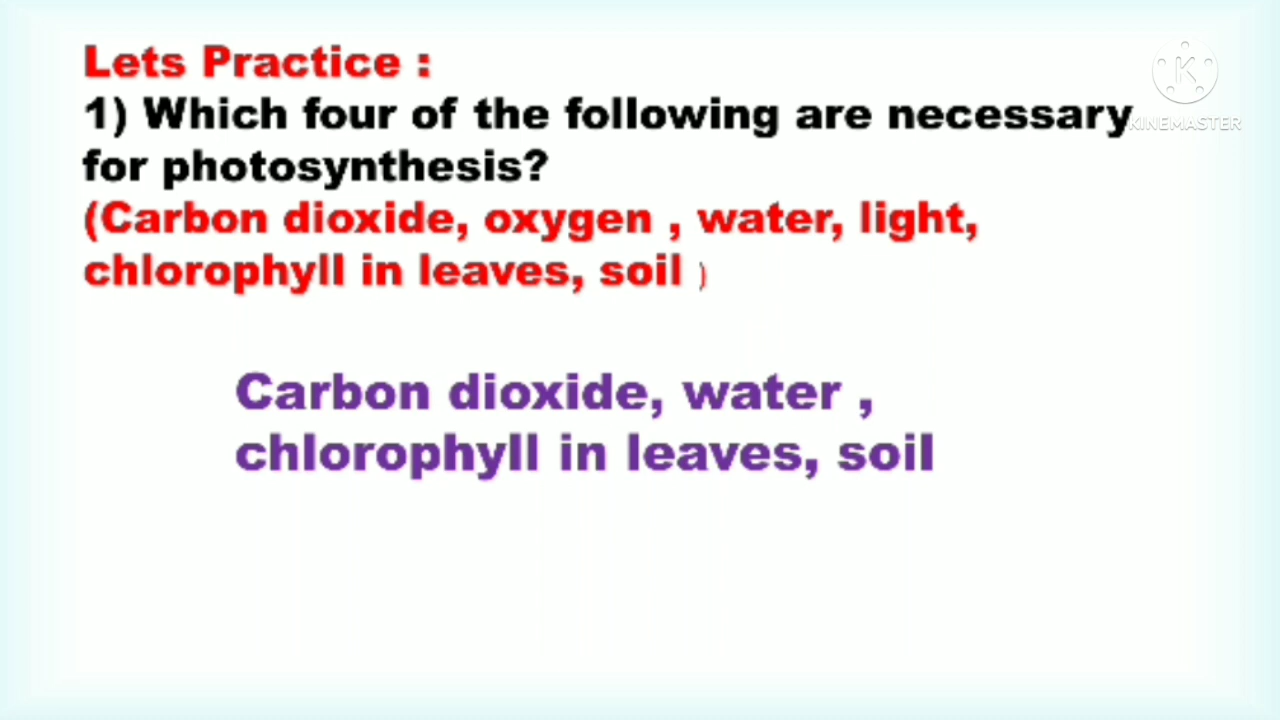 Lets Practice :
1) Which four of the following are necessary
for photosynthesis?
(Carbon dioxide, oxygen , water, light,
chlorophyll in leaves, soil )
Carbon dioxide, water ,
chlorophyll in leaves, soil
K
KINEMASTER